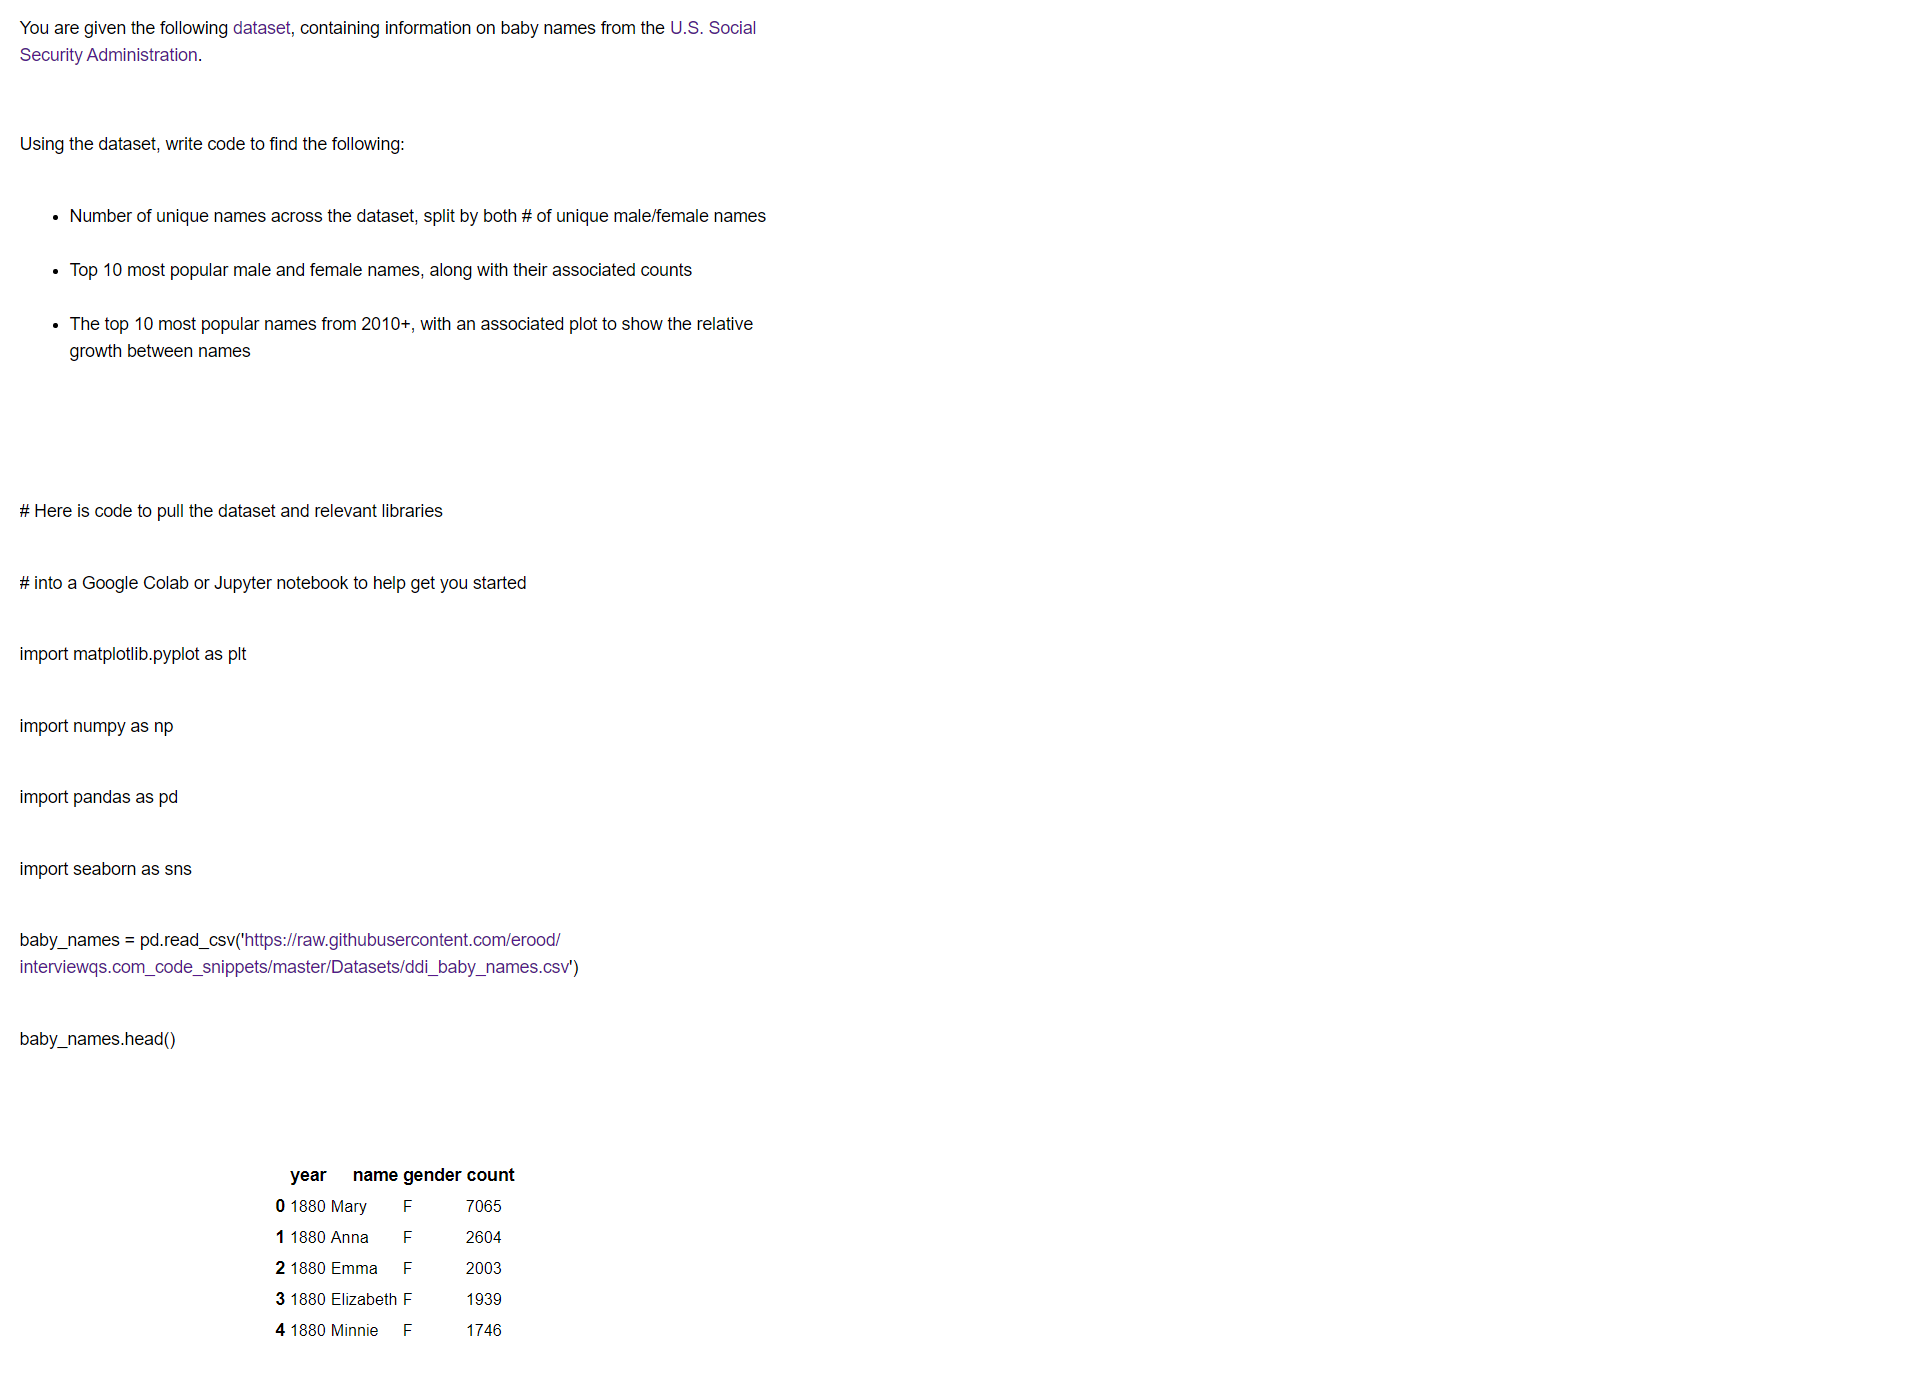 You are given the following dataset, containing information on baby names from the U.S. Social
Security Administration.
Using the dataset, write code to find the following:
• Number of unique names across the dataset, split by both # of unique male/female names
• Top 10 most popular male and female names, along with their associated counts
• The top 10 most popular names from 2010+, with an associated plot to show the relative
growth between names
# Here is code to pull the dataset and relevant libraries
# into a Google Colab or Jupyter notebook to help get you started
import matplotlib.pyplot as plt
import numpy as np
import pandas as pd
import seaborn as sns
baby_names = pd.read_csv('https://raw.githubusercontent.com/erood/
interviewqs.com_code_snippets/master/Datasets/ddi_baby_names.csv')
baby_names.head()
year name gender count
0 1880 Mary F 7065
1 1880 Anna F 2604
2 1880 Emma F 2003
3 1880 Elizabeth F 1939
4 1880 Minnie F 1746